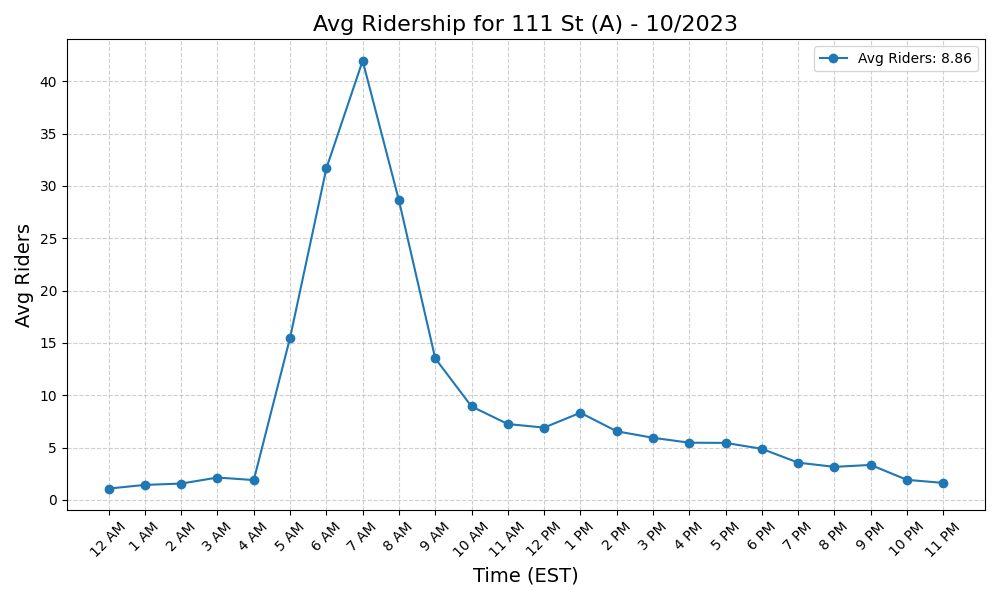 Avg Ridership for 111 St (A) - 10/2023
Avg Riders: 8.86
Avg Riders
40
35
30
25
20
15
10
5
0
12 AM
1 AM
2 AM
3 AM
4 AM
5 AM
6 AM
7 AM
8 AM
9 AM
10 AM
11 AM
12 PM
1 PM
2 PM
3 PM
4 PM
5 PM
6 PM
7 PM
8 PM
9 PM
10 PM
11 PM
Time (EST)